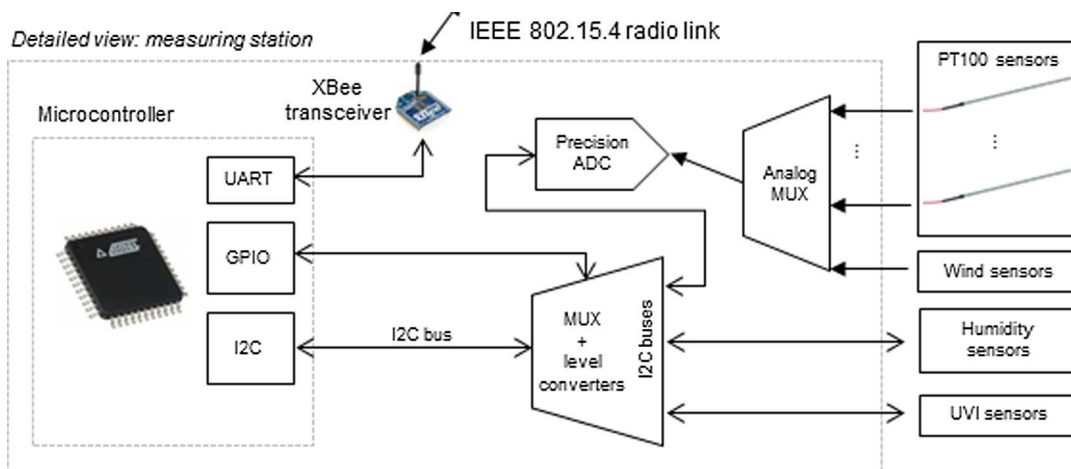 IEEE 802.15.4 radio link
Detailed view: measuring station
XBee
transceiver
Microcontroller
UART
GPIO
I2C
I2C bus
Precision
ADC
Analog
MUX
...
MUX
+
level
converters
I2C buses
PT100 sensors
...
Wind sensors
Humidity
sensors
UVI sensors